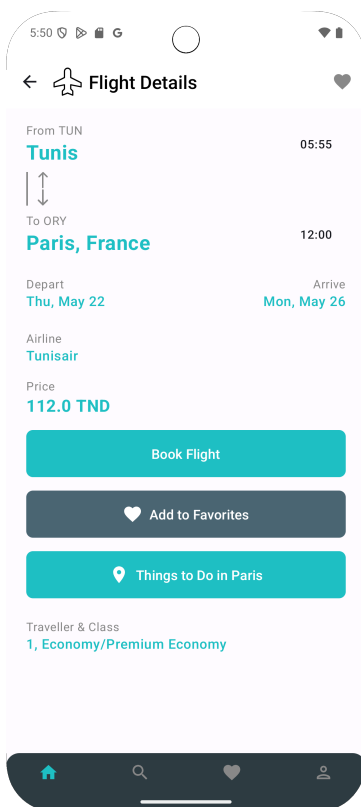 5:50
Flight Details
From TUN
Tunis
05:55
To ORY
Paris, France
12:00
Depart
Arrive
Thu, May 22
Mon, May 26
Airline
Tunisair
Price
112.0 TND
Book Flight
Add to Favorites
Things to Do in Paris
Traveller & Class
1, Economy/Premium Economy